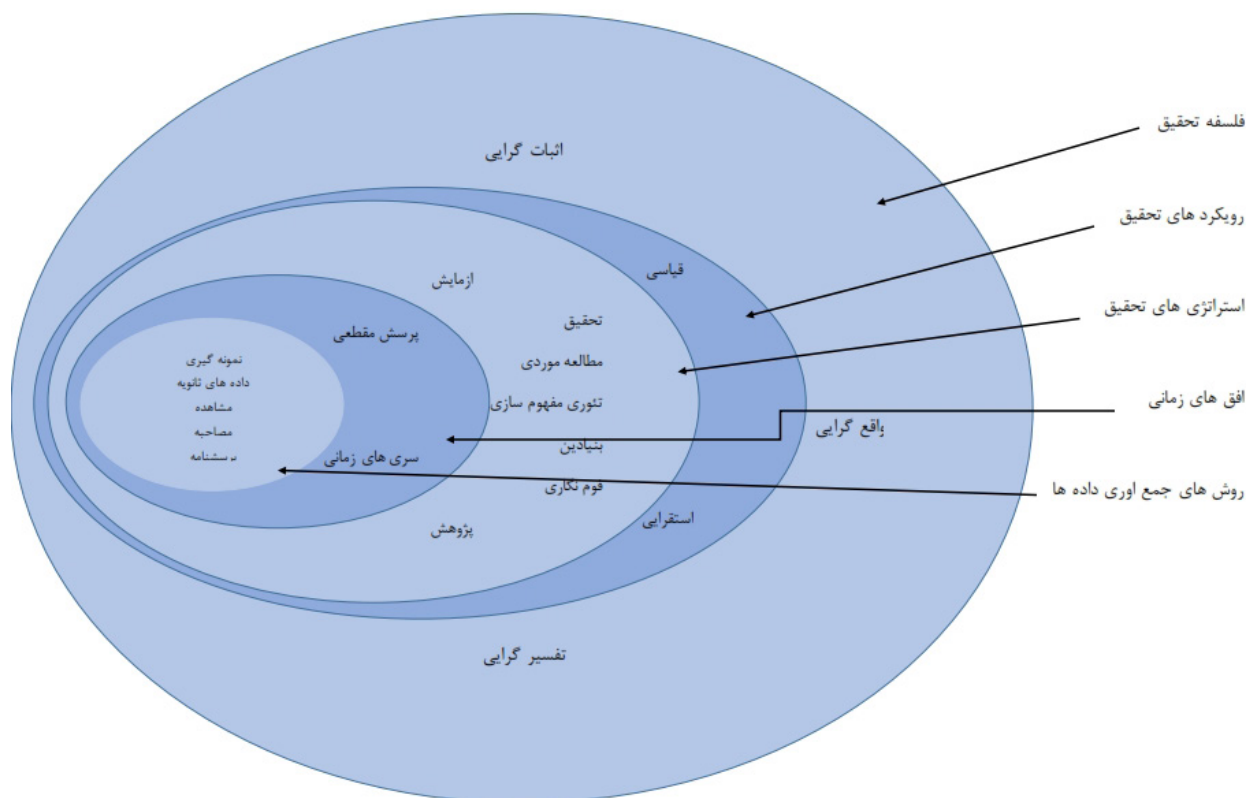 فلسفه تحقیق
رویکرد های تحقیق
استراتژی های تحقیق
افق های زمانی
روش های جمع اوری داده ها
اثبات گرایی
واقع گرایی
تفسیر گرایی
قیاسی
استقرایی
ازمایش
تحقیق
مطالعه موردی
تئوری مفهوم سازی
بنیادین
قوم نگاری
پژوهش
پرسش مقطعی
سری های زمانی
نمونه گیری
داده های ثانویه
مشاهده
مصاحبه
پرسشنامه